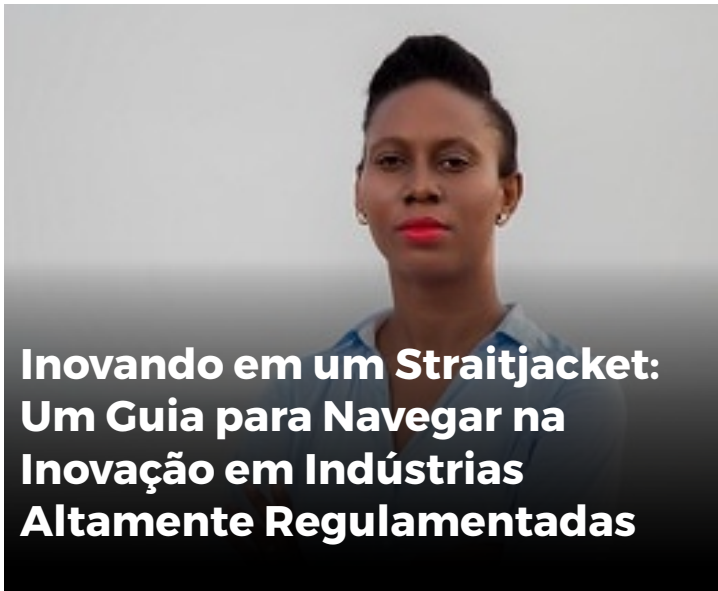 Inovando em um Straitjacket:
Um Guia para Navegar na
Inovação em Indústrias
Altamente Regulamentadas